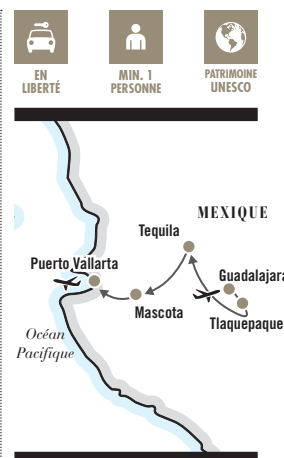 EN
LIBERTÉ
MIN. 1
PERSONNE
PATRIMOINE
UNESCO
MEXIQUE
Tequila
Puerto Vallarta
Guadalajara
Mascota
Tlaquepaque
Océan
Pacifique